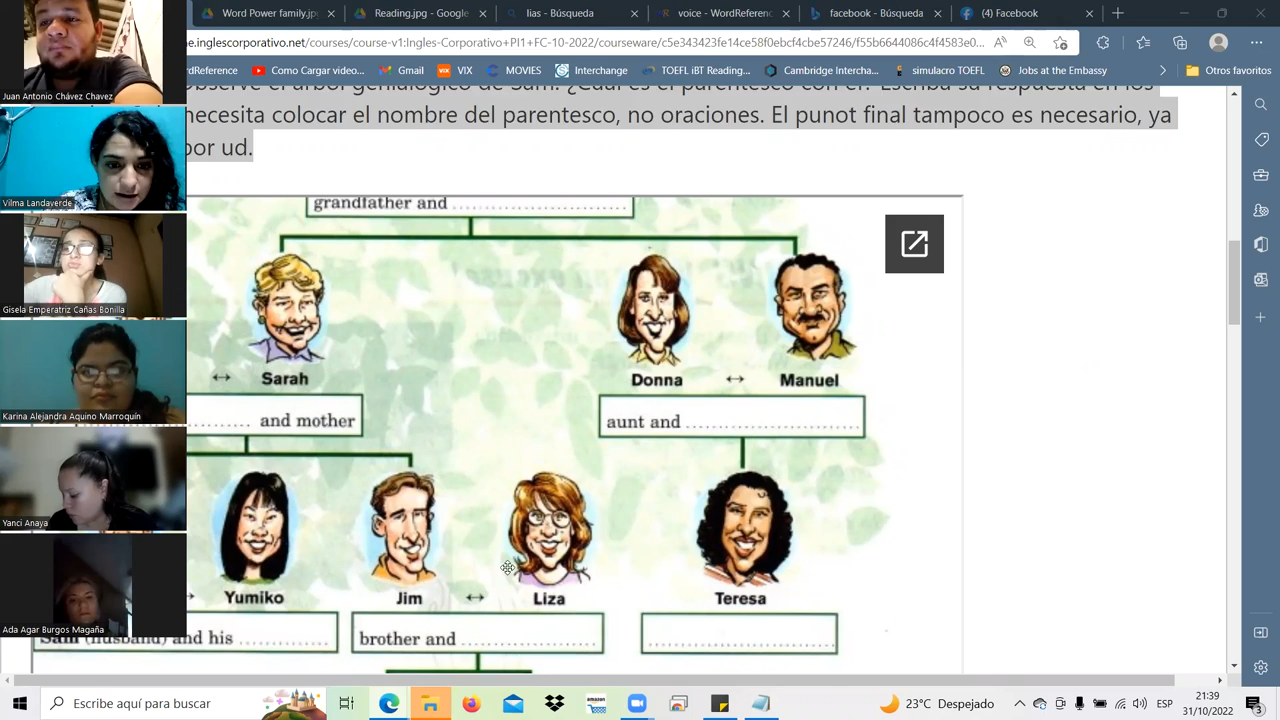 Word Power family.jp
Reading.jpg - Google
lias - Búsqueda
voice - WordReferen
facebook - Búsqueda
(4) Facebook
e.inglescorporativo.net/courses/course-v1:Ingles-Corporativo+PI1+FC-10-2022/courseware/c5e343423fe14ce58f0ebcf4cbe57246/f55b6644086c4f4583e0...
rdReference
Como Cargar video...
Gmail
VIX
MOVIES
Interchange
TOEFL iBT Reading...
Cambridge Intercha...
simulacro TOEFL
Jobs at the Embassy
Otros favoritos
necesita colocar el nombre del parentesco, no oraciones. El punot final tampoco es necesario, ya
por ud.
grandfather and
Sarah
Donna ↔ Manuel
and mother
aunt and
Yumiko
Jim ↔ Liza
Teresa
Sam (husband) and his
brother and
Juan Antonio Chávez Chavez
Vilma Landaverde
Gisela Emperatriz Cañas Bonilla
Karina Alejandra Aquino Marroquín
Yanci Anaya
Ada Agar Burgos Magaña
Escribe aquí para buscar
23°C Despejado
ESP
21:39
31/10/2022
3